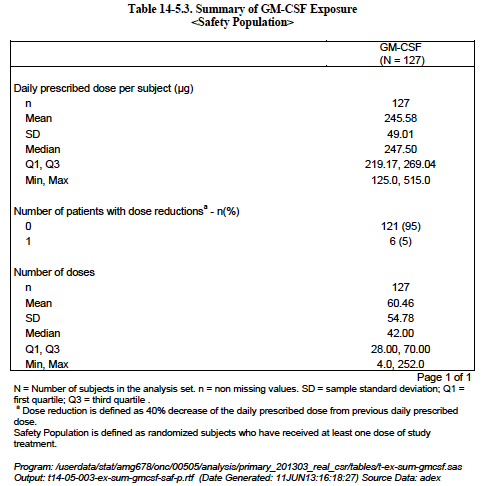 Table 14-5.3. Summary of GM-CSF Exposure
<Safety Population>
GM-CSF
(N = 127)
Daily prescribed dose per subject (µg)
n 127
Mean 245.58
SD 49.01
Median 247.50
Q1, Q3 219.17, 269.04
Min, Max 125.0, 515.0
Number of patients with dose reductionsa - n(%)
0 121 (95)
1 6 (5)
Number of doses
n 127
Mean 60.46
SD 54.78
Median 42.00
Q1, Q3 28.00, 70.00
Min, Max 4.0, 252.0
Page 1 of 1
N = Number of subjects in the analysis set. n = non missing values. SD = sample standard deviation; Q1 =
first quartile; Q3 = third quartile .
a Dose reduction is defined as 40% decrease of the daily prescribed dose from previous daily prescribed
dose.
Safety Population is defined as randomized subjects who have received at least one dose of study
treatment.
Program: /userdata/stat/amg678/onc/00505/analysis/primary_201303_real_csr/tables/t-ex-sum-gmcsf.sas
Output: t14-05-003-ex-sum-gmcsf-saf-p.rtf (Date Generated: 11JUN13:16:18:27) Source Data: adex